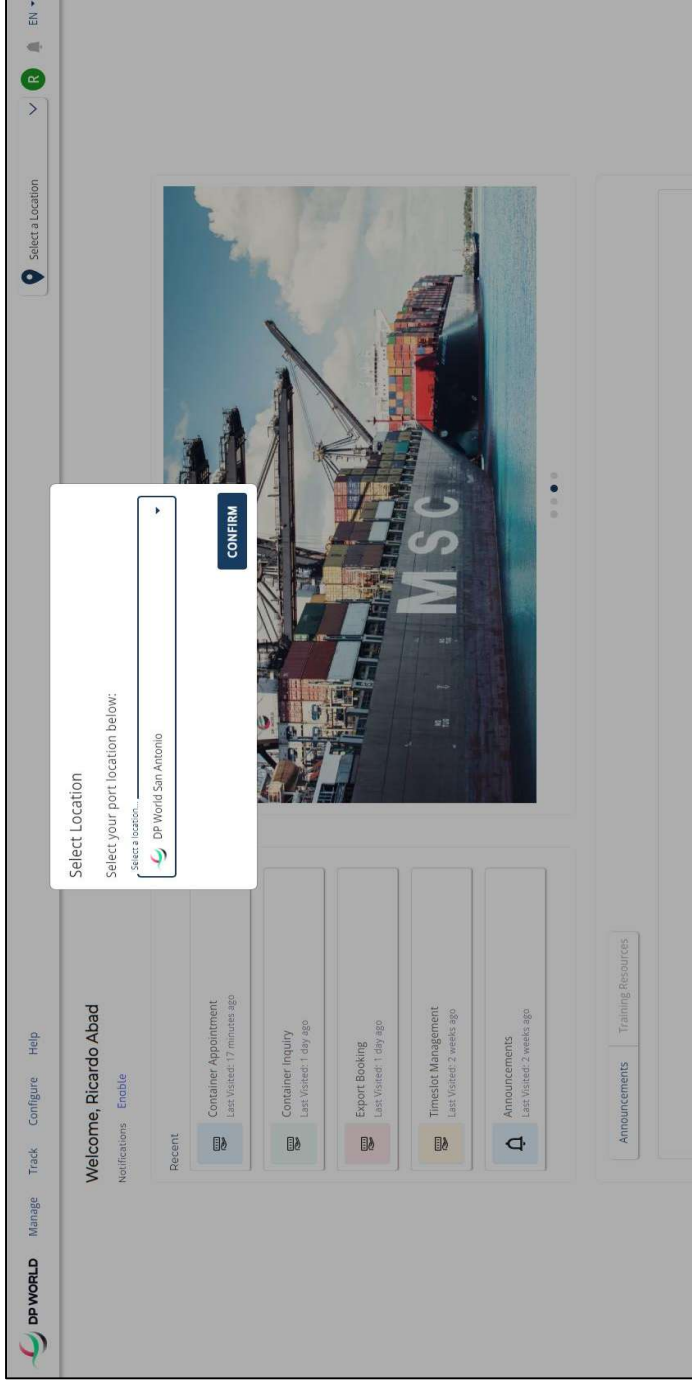 DP WORLD Manage Track Configure Help Select a Location R EN
Welcome, Ricardo Abad
Notifications Enable
Select Location
Select your port location below:
Select a location...
DP World San Antonio
CONFIRM
Recent
Container Appointment
Last Visited: 17 minutes ago
Container Inquiry
Last Visited: 1 day ago
Export Booking
Last Visited: 1 day ago
Timeslot Management
Last Visited: 2 weeks ago
Announcements
Last Visited: 2 weeks ago
MSC
Announcements Training Resources